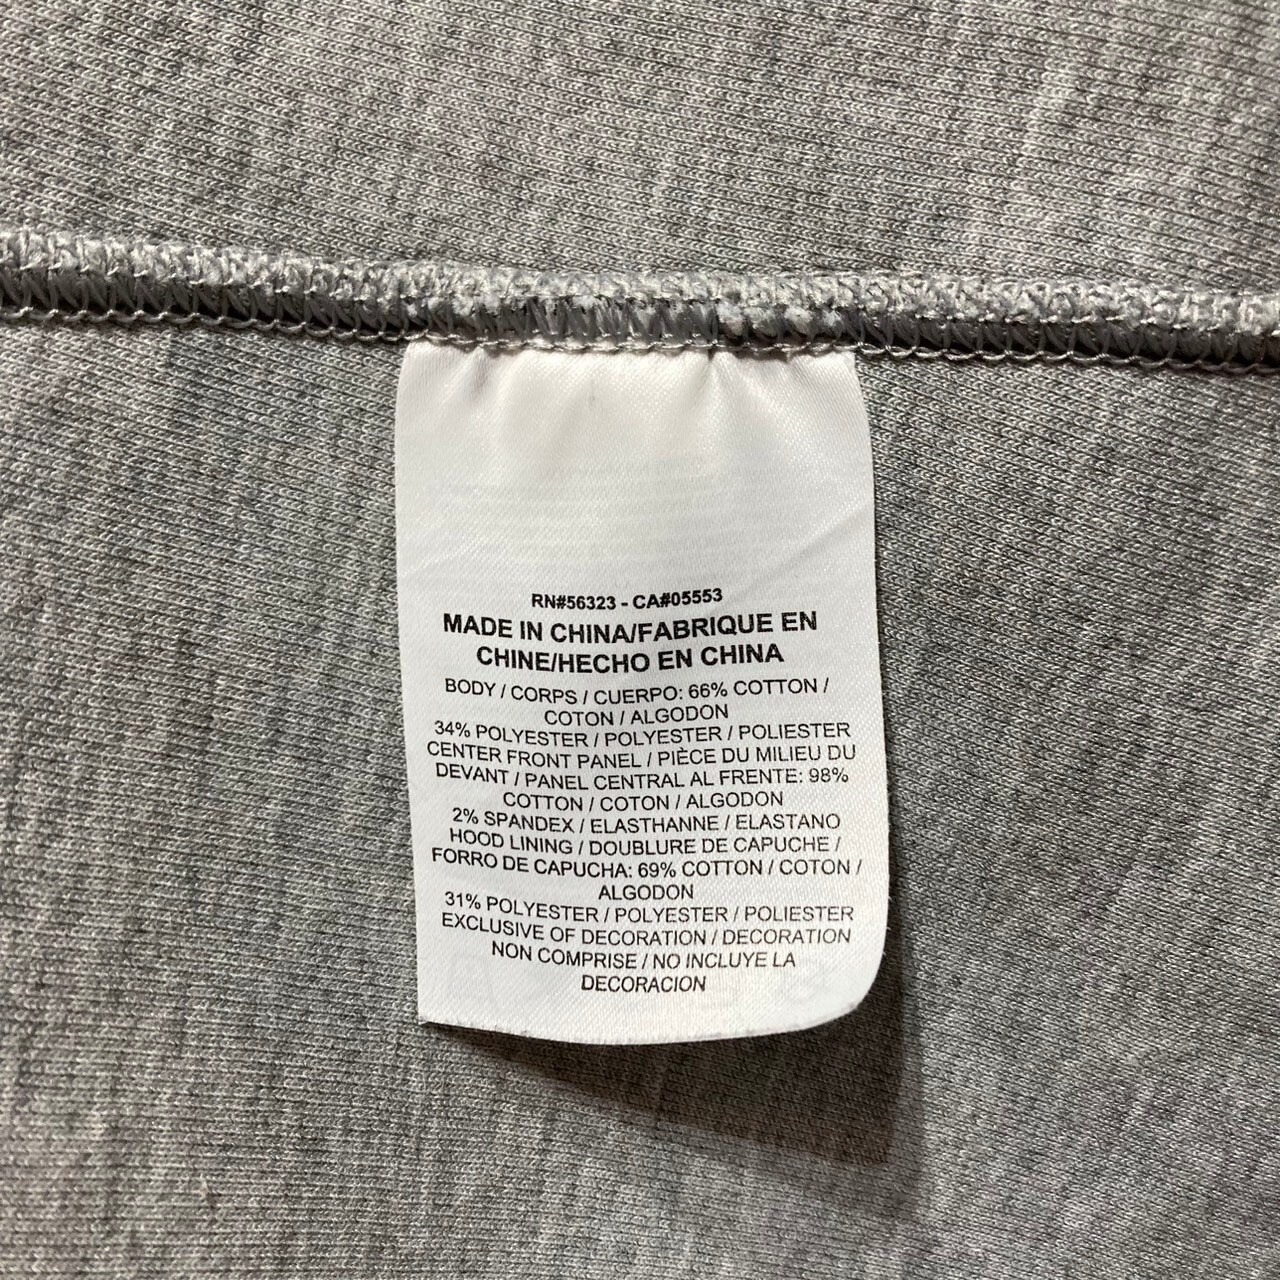 RN#56323 - CA#05553
MADE IN CHINA/FABRIQUE EN
CHINE/HECHO EN CHINA
BODY / CORPS / CUERPO: 66% COTTON /
COTON / ALGODON
34% POLYESTER / POLYESTER / POLIESTER
CENTER FRONT PANEL / PIÈCE DU MILIEU DU
DEVANT / PANEL CENTRAL AL FRENTE: 98%
COTTON / COTON / ALGODON
2% SPANDEX / ELASTHANNE / ELASTANO
HOOD LINING / DOUBLURE DE CAPUCHE /
FORRO DE CAPUCHA: 69% COTTON / COTON /
ALGODON
31% POLYESTER / POLYESTER / POLIESTER
EXCLUSIVE OF DECORATION / DECORATION
NON COMPRISE / NO INCLUYE LA
DECORACION